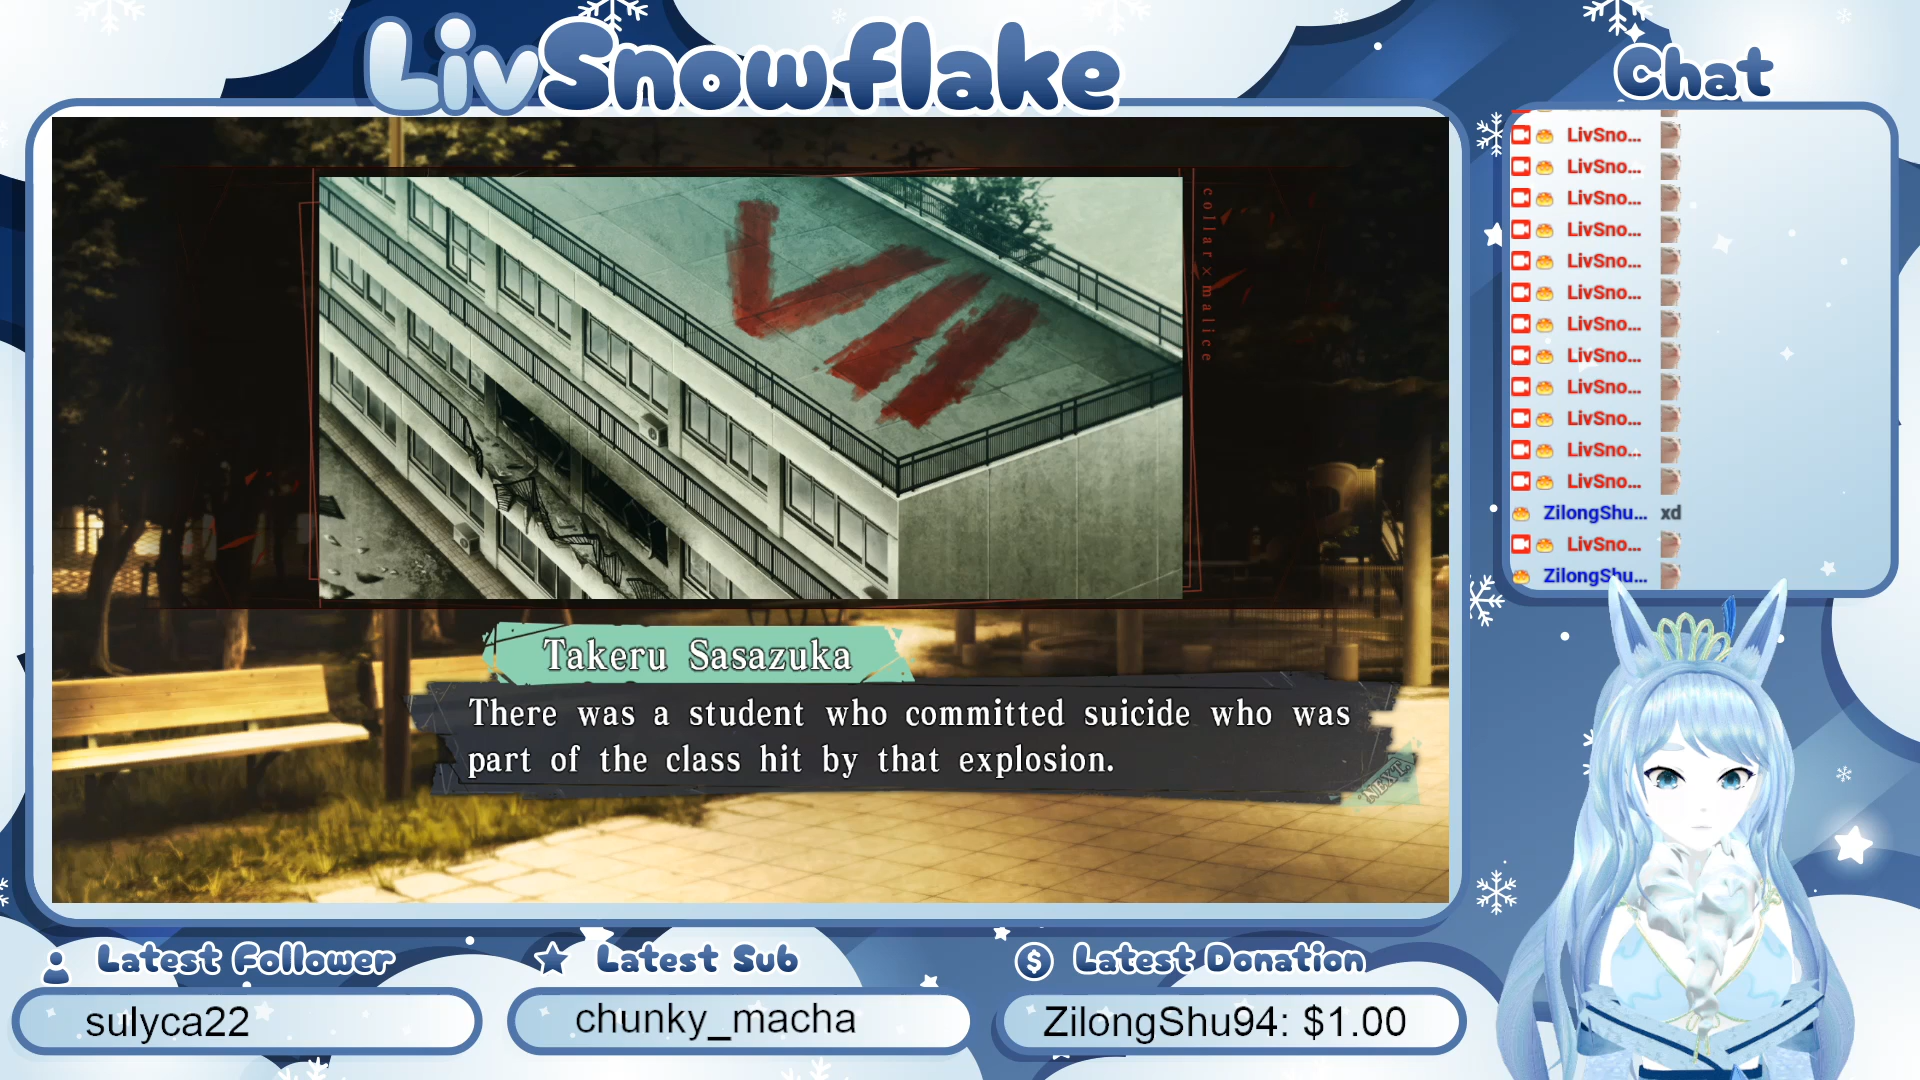 LivSnowflake
Chat
VII
collar×malice
LivSno...
LivSno...
LivSno...
LivSno...
LivSno...
LivSno...
LivSno...
LivSno...
LivSno...
LivSno...
LivSno...
LivSno...
ZilongShu... xd
LivSno...
ZilongShu...
Takeru Sasazuka
There was a student who committed suicide who was
part of the class hit by that explosion.
NEXT
Latest Follower
Latest Sub
Latest Donation
sulyca22
chunky_macha
ZilongShu94: $1.00